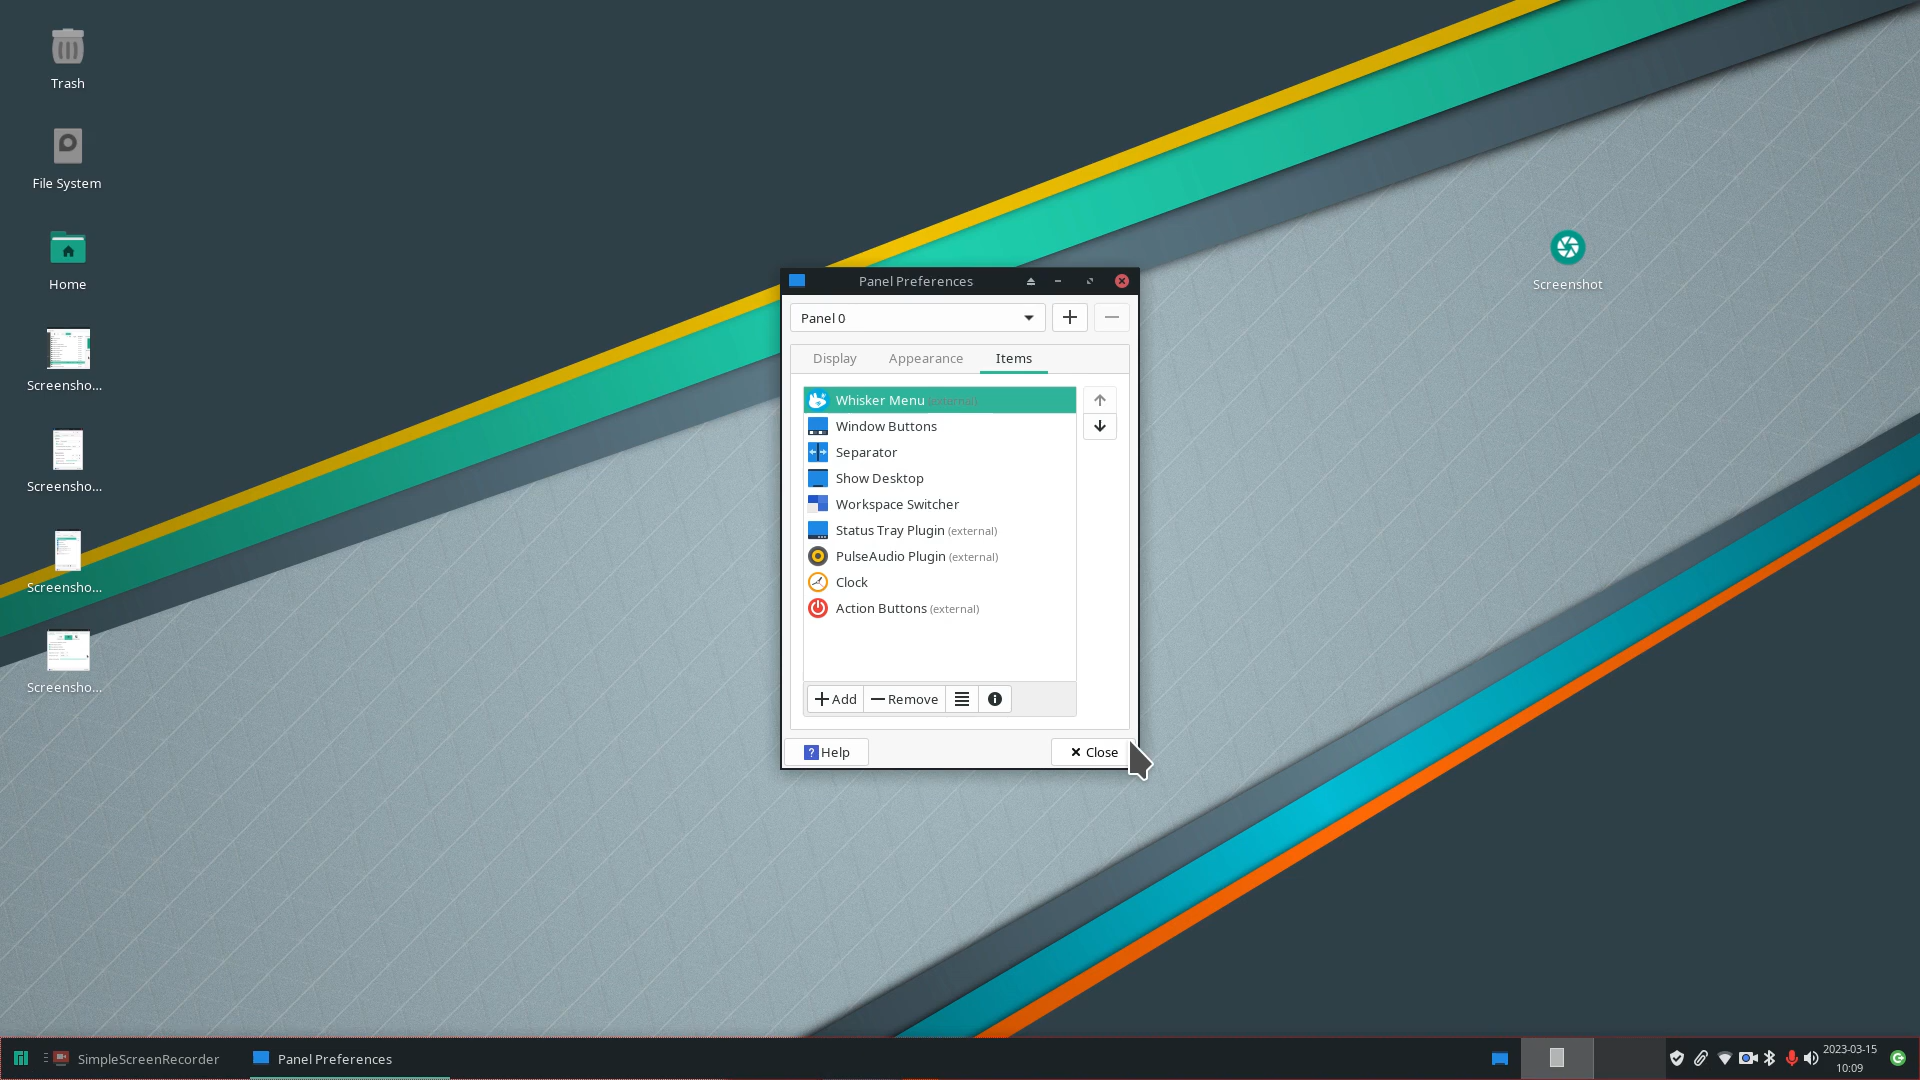 Trash
File System
Home
Screensho...
Screensho...
Screensho...
Screensho...
Screenshot
Panel Preferences
Panel 0
Display Appearance Items
Whisker Menu (external)
Window Buttons
Separator
Show Desktop
Workspace Switcher
Status Tray Plugin (external)
PulseAudio Plugin (external)
Clock
Action Buttons (external)
Add Remove
Help Close
SimpleScreenRecorder Panel Preferences
2023-03-15
10:09